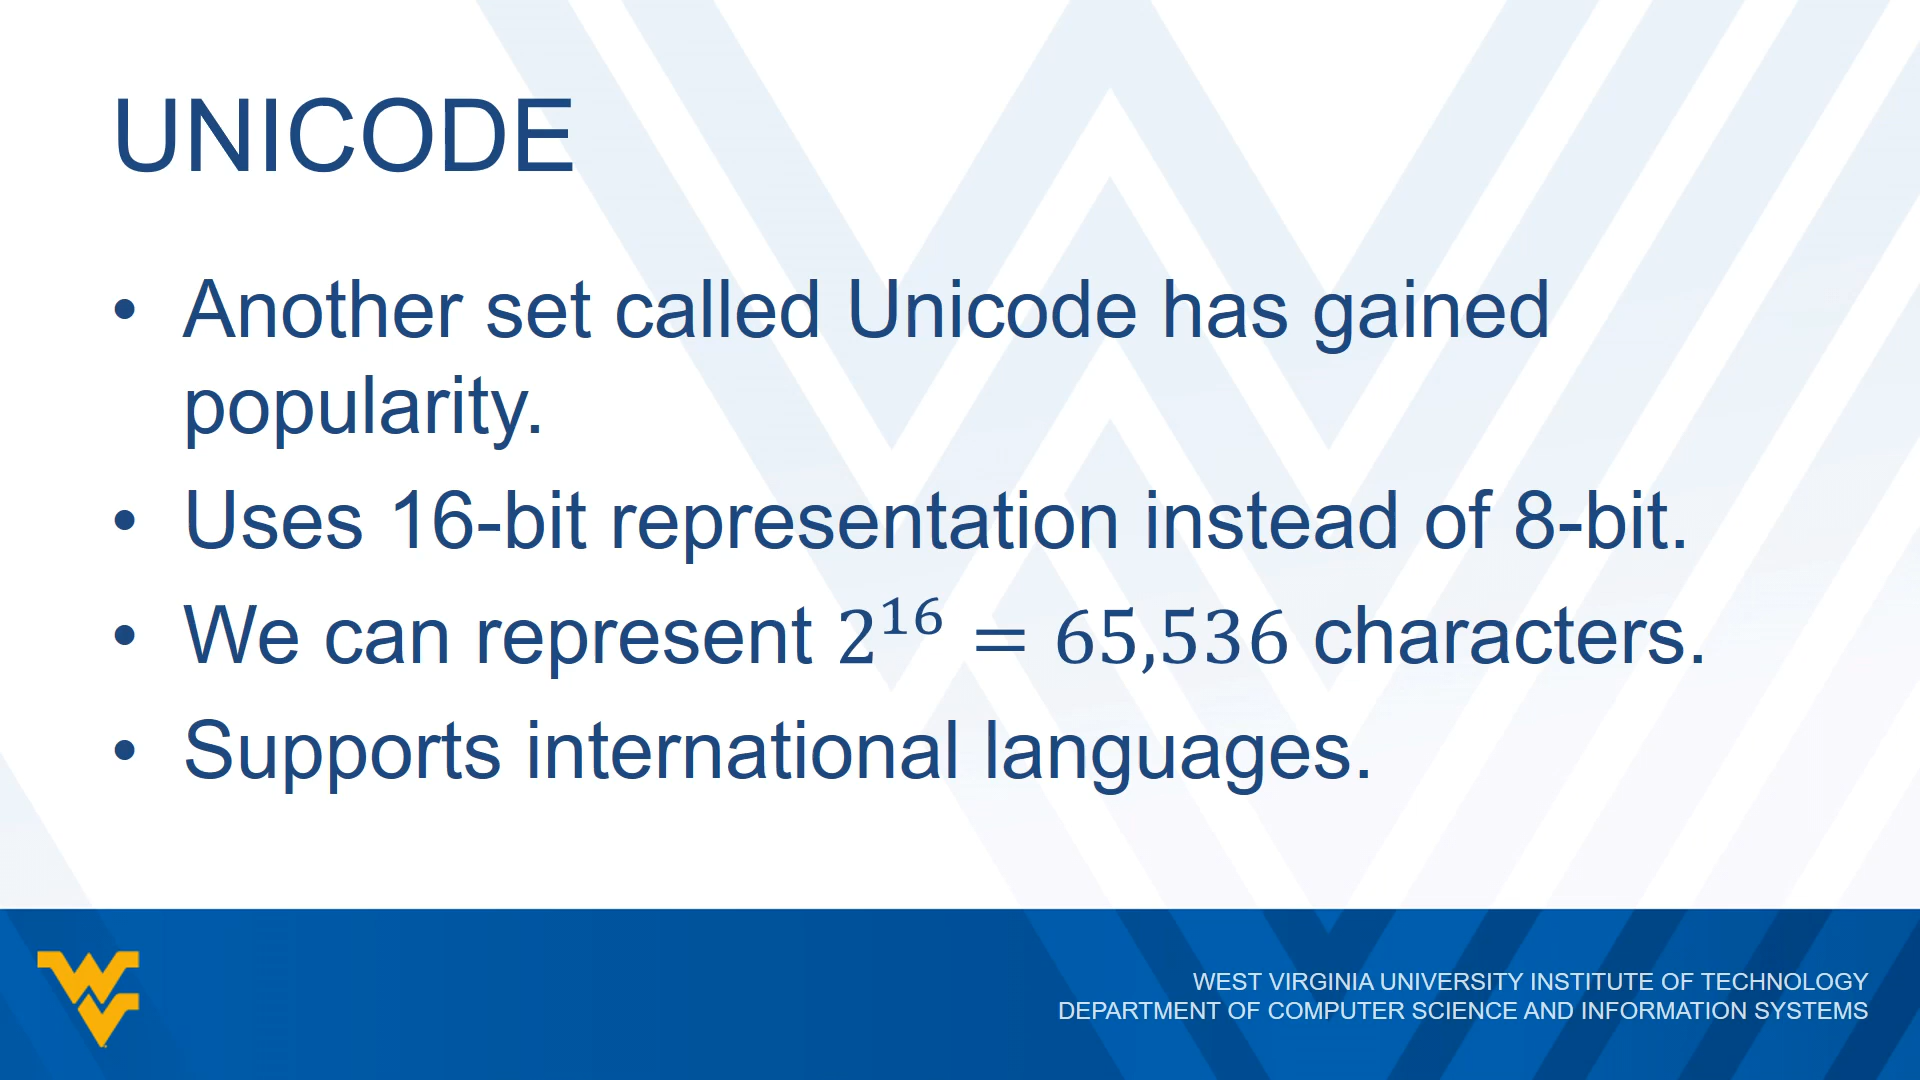 UNICODE
• Another set called Unicode has gained
popularity.
• Uses 16-bit representation instead of 8-bit.
• We can represent 2¹⁶ = 65,536 characters.
• Supports international languages.
WV
WEST VIRGINIA UNIVERSITY INSTITUTE OF TECHNOLOGY
DEPARTMENT OF COMPUTER SCIENCE AND INFORMATION SYSTEMS